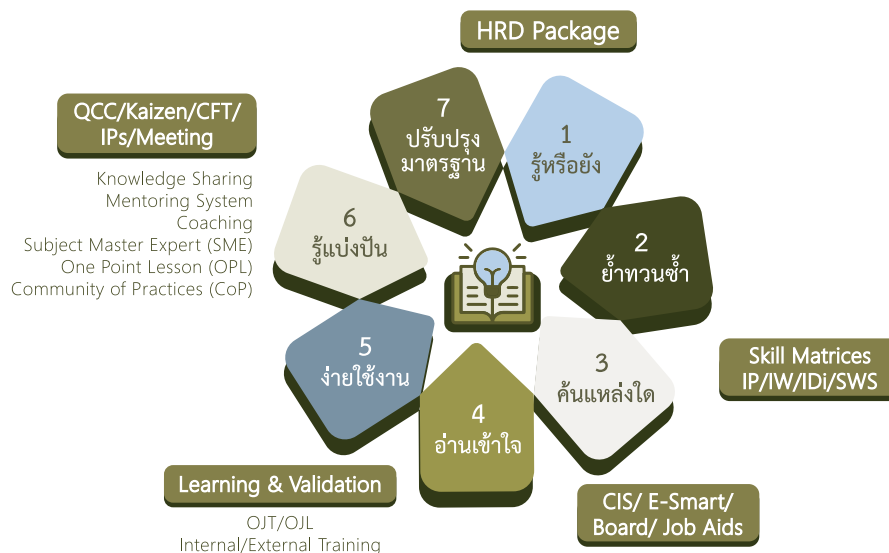 HRD Package
1
รู้หรือยัง
2
ย้ำทวนซ้ำ
Skill Matrices
IP/IW/IDi/SWS
3
ค้นแหล่งใด
CIS/ E-Smart/
Board/ Job Aids
4
อ่านเข้าใจ
5
ง่ายใช้งาน
Learning & Validation
OJT/OJL
Internal/External Training
6
รู้แบ่งปัน
QCC/Kaizen/CFT/
IPs/Meeting
Knowledge Sharing
Mentoring System
Coaching
Subject Master Expert (SME)
One Point Lesson (OPL)
Community of Practices (CoP)
7
ปรับปรุง
มาตรฐาน